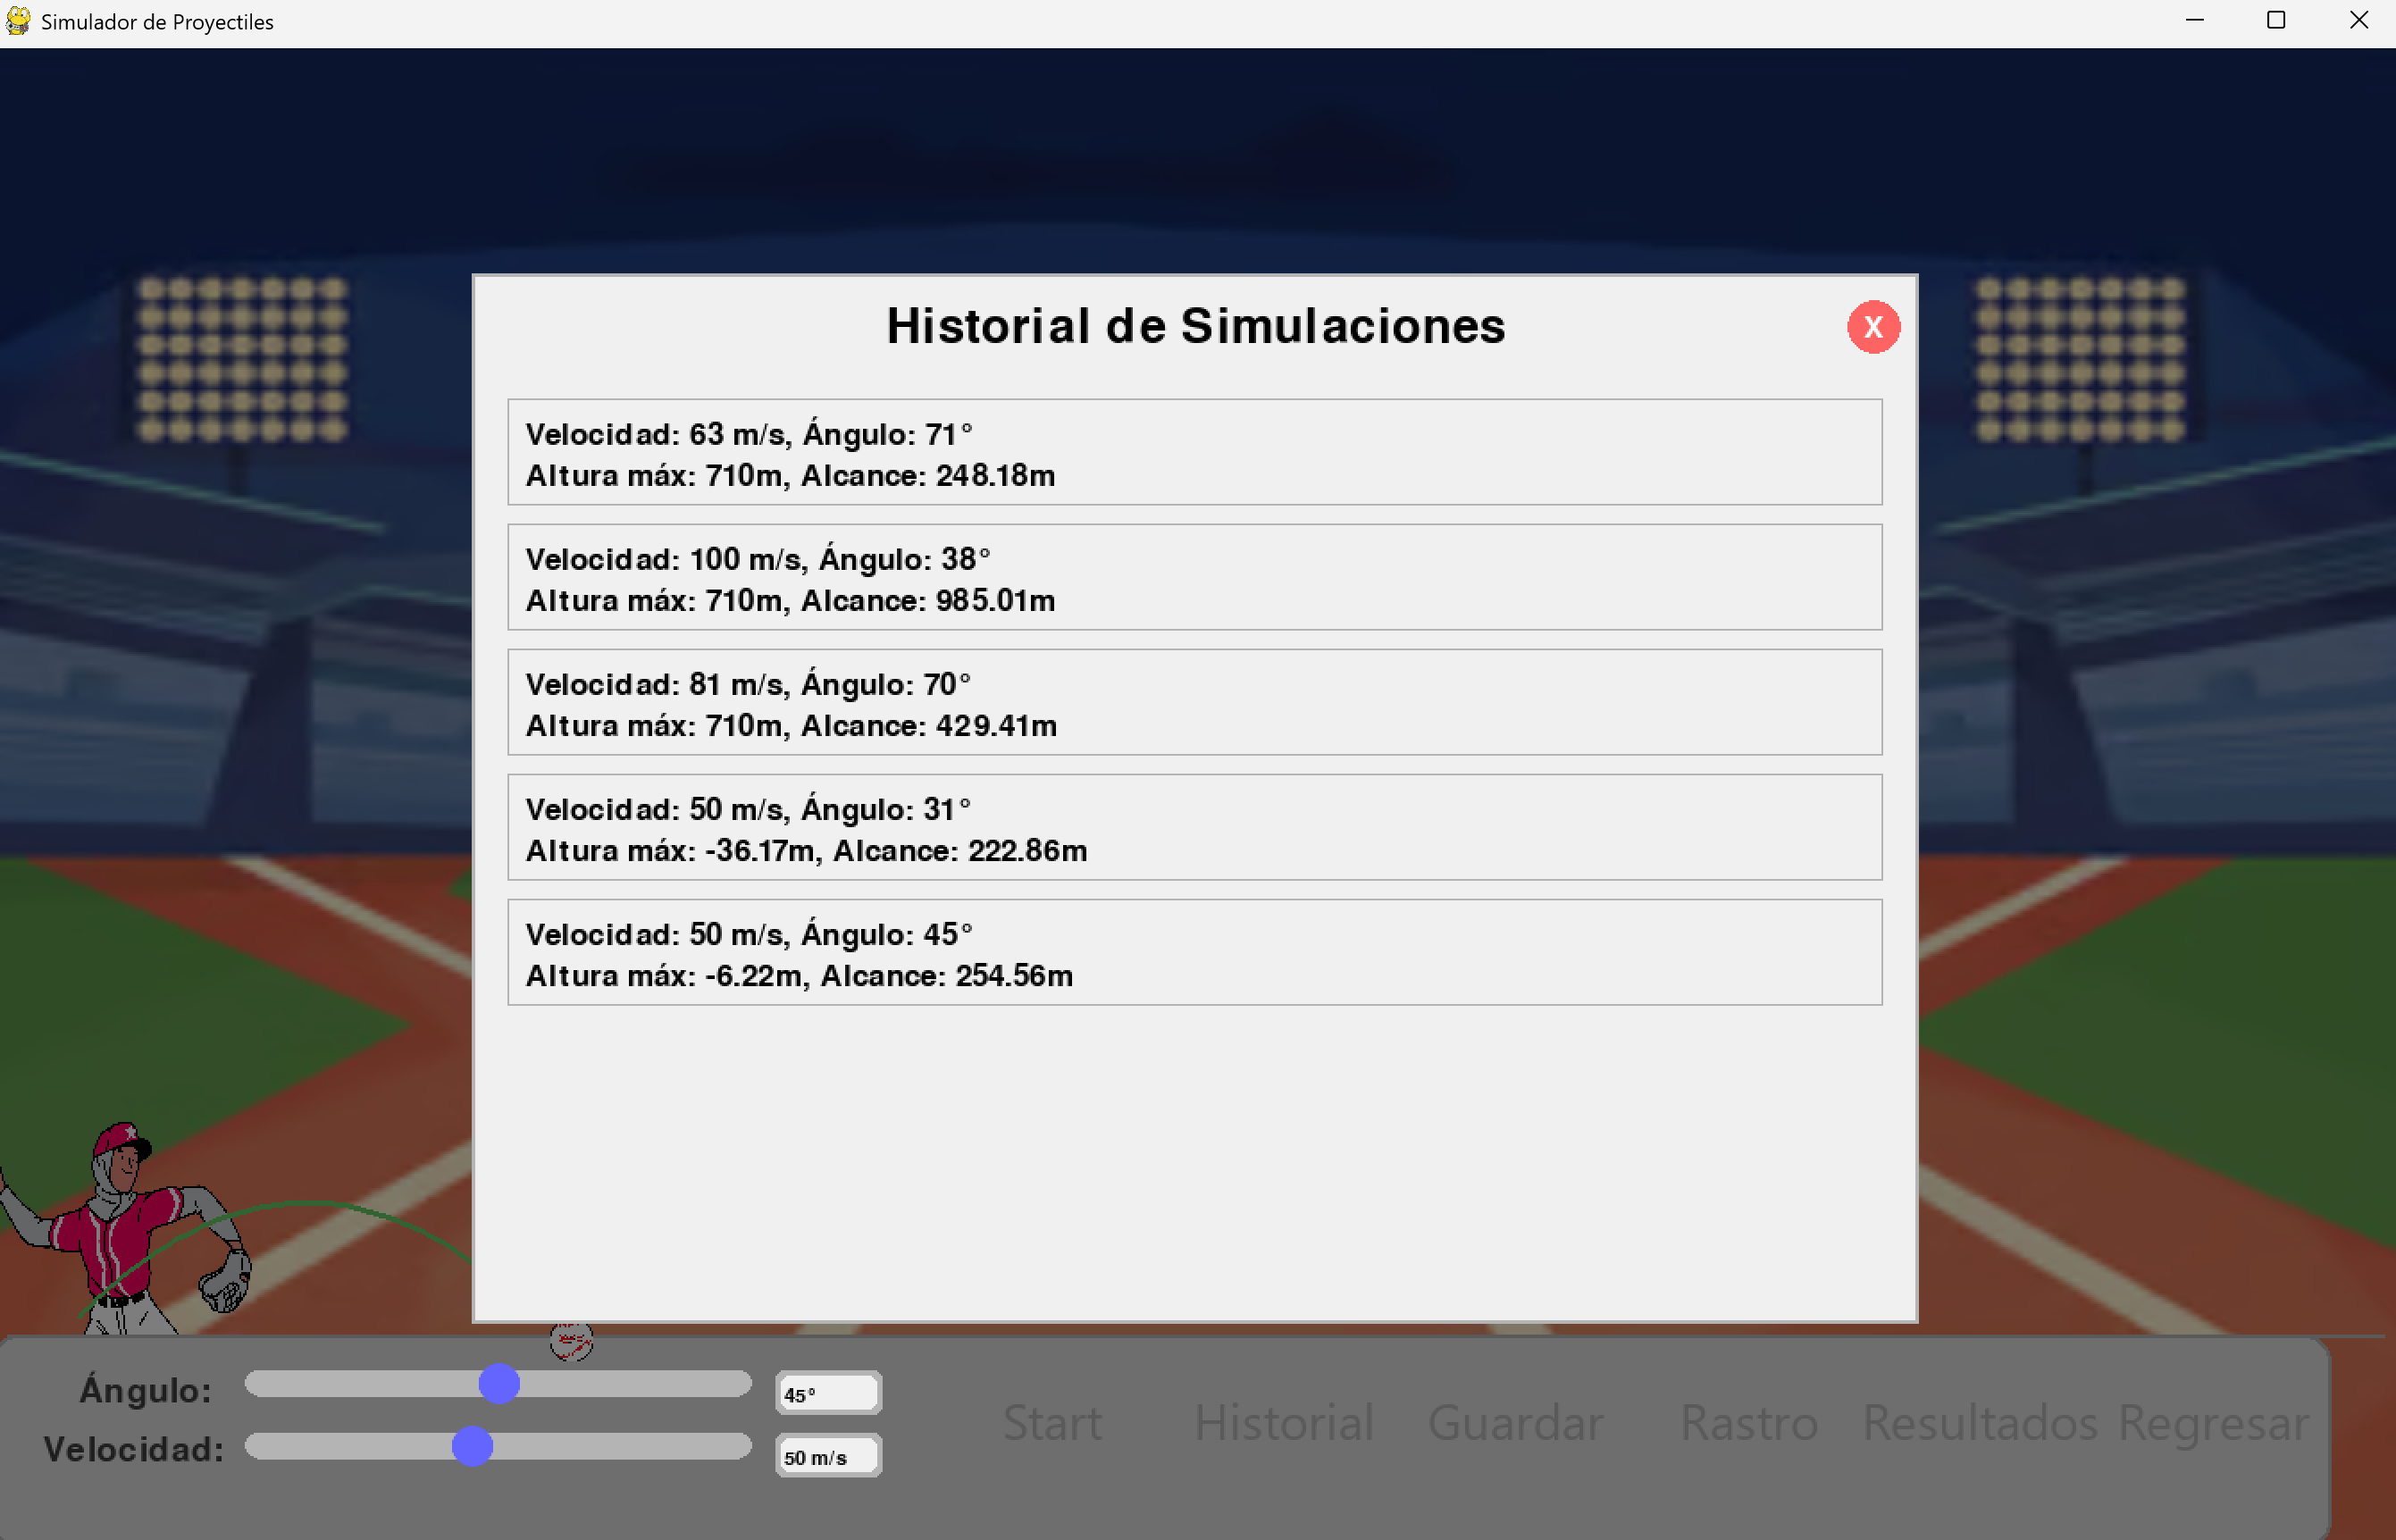 Simulador de Proyectiles
Historial de Simulaciones
X
Velocidad: 63 m/s, Ángulo: 71°
Altura máx: 710m, Alcance: 248.18m
Velocidad: 100 m/s, Ángulo: 38°
Altura máx: 710m, Alcance: 985.01m
Velocidad: 81 m/s, Ángulo: 70°
Altura máx: 710m, Alcance: 429.41m
Velocidad: 50 m/s, Ángulo: 31°
Altura máx: -36.17m, Alcance: 222.86m
Velocidad: 50 m/s, Ángulo: 45°
Altura máx: -6.22m, Alcance: 254.56m
Ángulo: 45°
Velocidad: 50 m/s
Start Historial Guardar Rastro Resultados Regresar